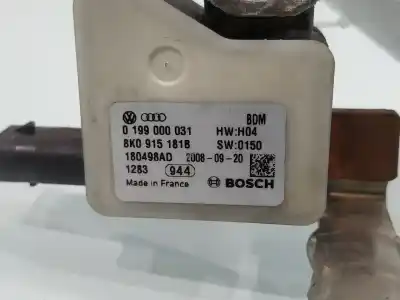 BDM
0 199 000 031 HW:H04
8K0 915 181B SW:0150
180498AD 2008-09-20
1283 944
Made in France BOSCH